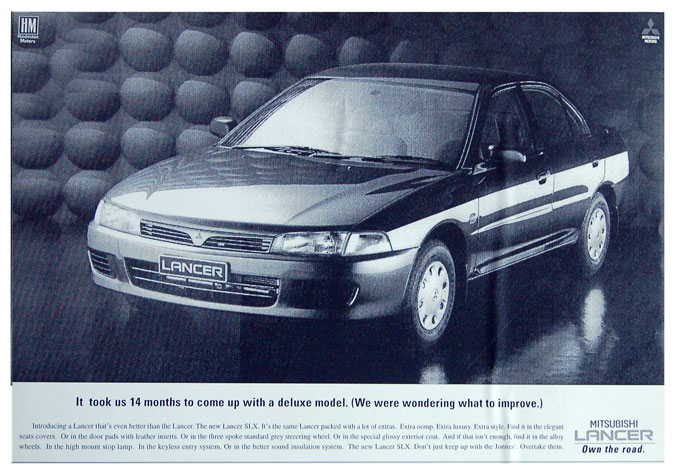 HM
Hindustan
Motors
MITSUBISHI
MOTORS
LANCER
It took us 14 months to come up with a deluxe model. (We were wondering what to improve.)
Introducing a Lancer that's even better than the Lancer. The new Lancer SLX. It's the same Lancer packed with a lot of extras. Extra oomp. Extra luxury. Extra style. Find it in the elegant
seats covers. Or in the door pads with leather inserts. Or in the three spoke standard grey streering wheel. Or in the special glossy exterior coat. And if that isn't enough, find it in the alloy
wheels. In the high mount stop lamp. In the keyless entry system. Or in the better sound insulation system. The new Lancer SLX. Don't just keep up with the Jonnes'. Overtake them.
MITSUBISHI
LANCER
Own the road.